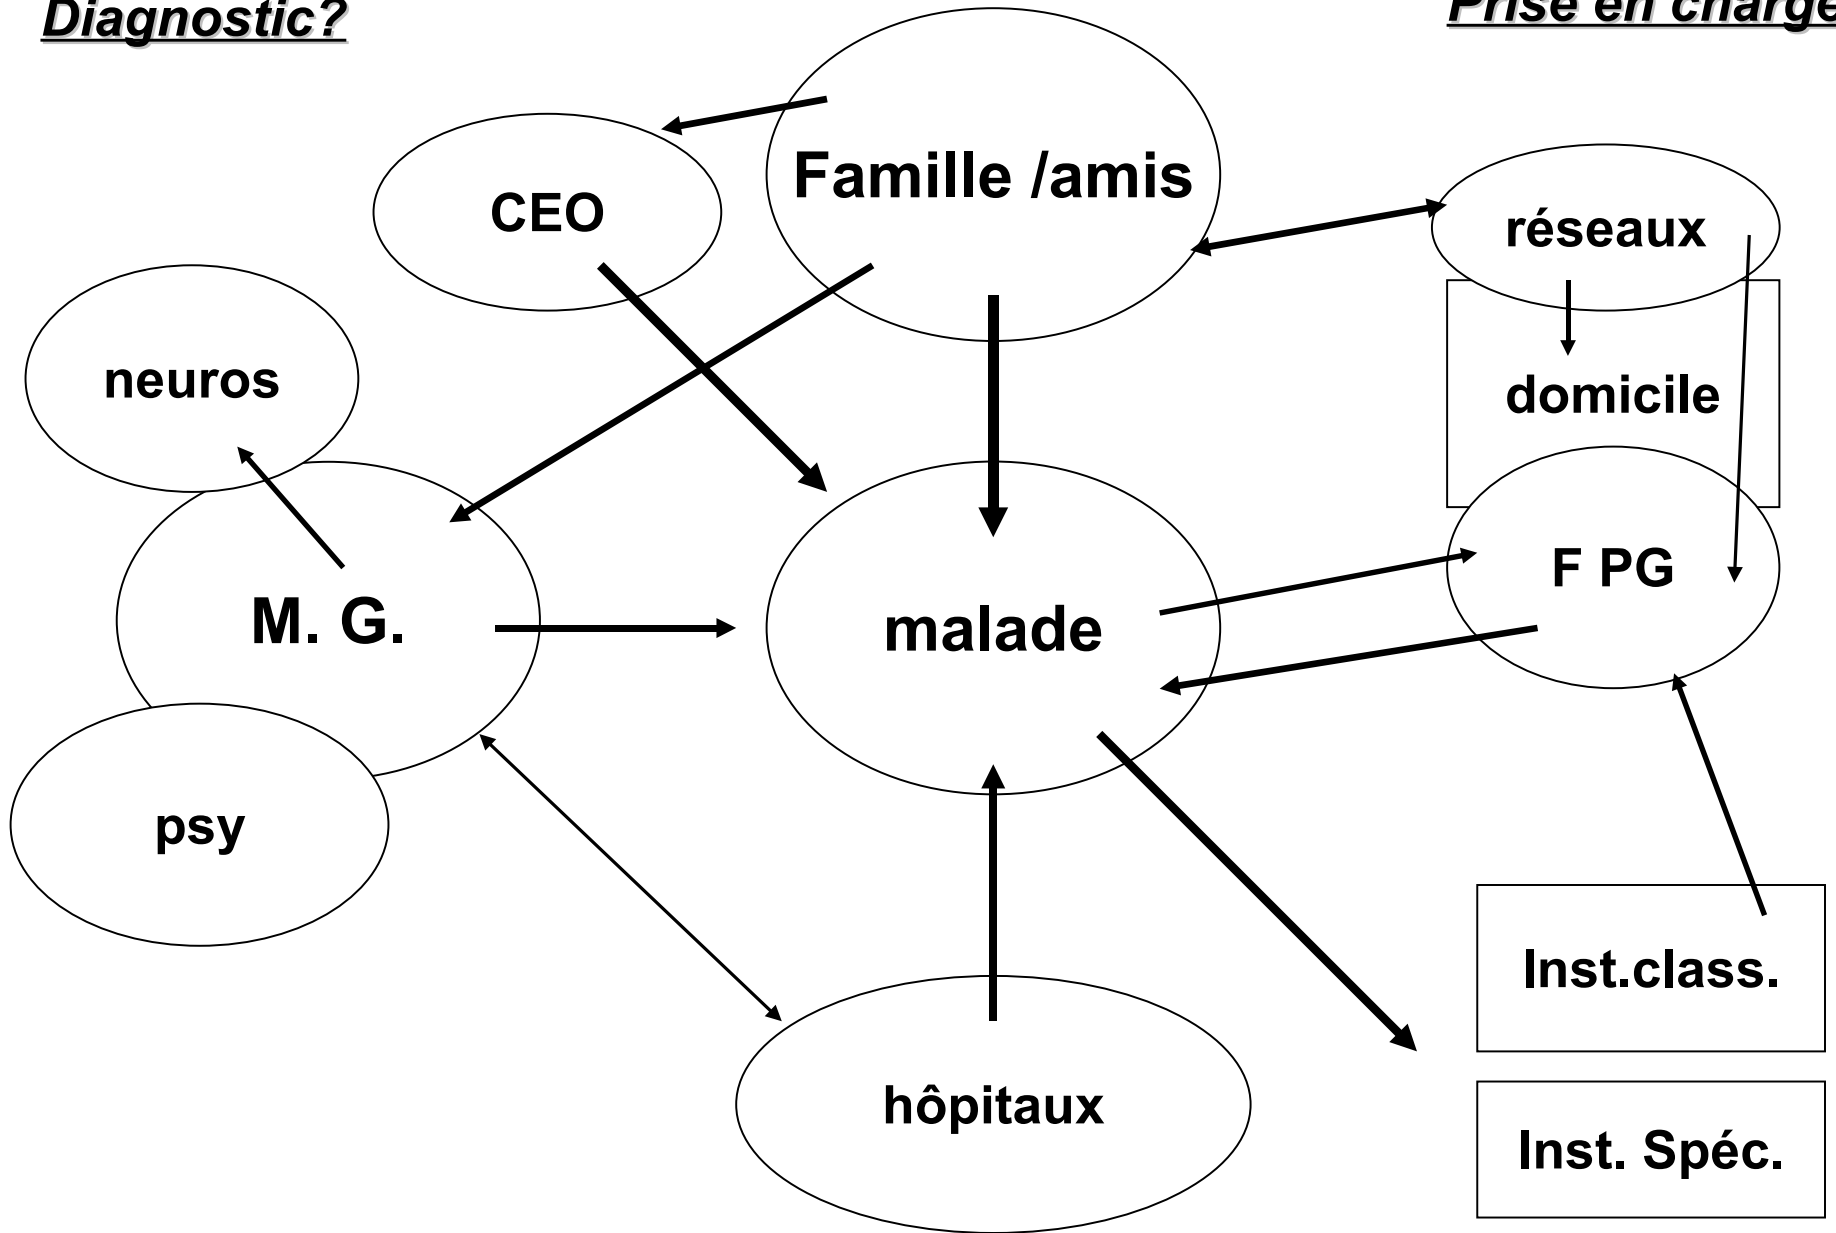 Diagnostic?
Prise en charge
Famille /amis
CEO
réseaux
neuros
domicile
F PG
M. G.
malade
psy
Inst.class.
hôpitaux
Inst. Spéc.